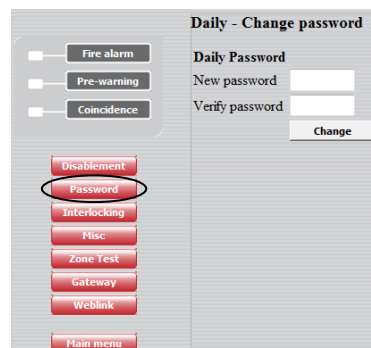 Daily - Change password
Fire alarm
Pre-warning
Coincidence
Daily Password
New password
Verify password
Change
Disablement
Password
Interlocking
Misc
Zone Test
Gateway
Weblink
Main menu